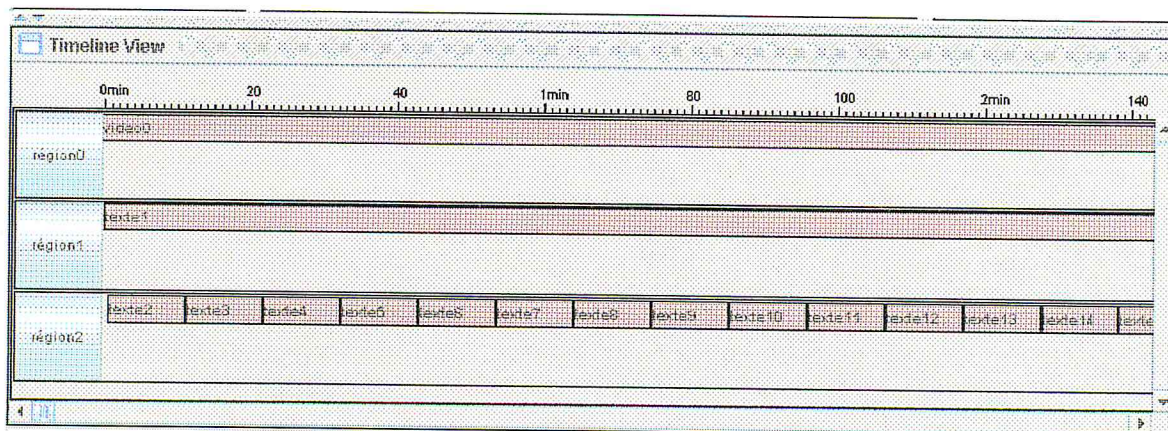 Timeline View
0min 20 40 1min 80 100 2min 140
video0
région0
texte1
région1
texte2 texte3 texte4 texte5 texte6 texte7 texte8 texte9 texte10 texte11 texte12 texte13 texte14 texte
région2